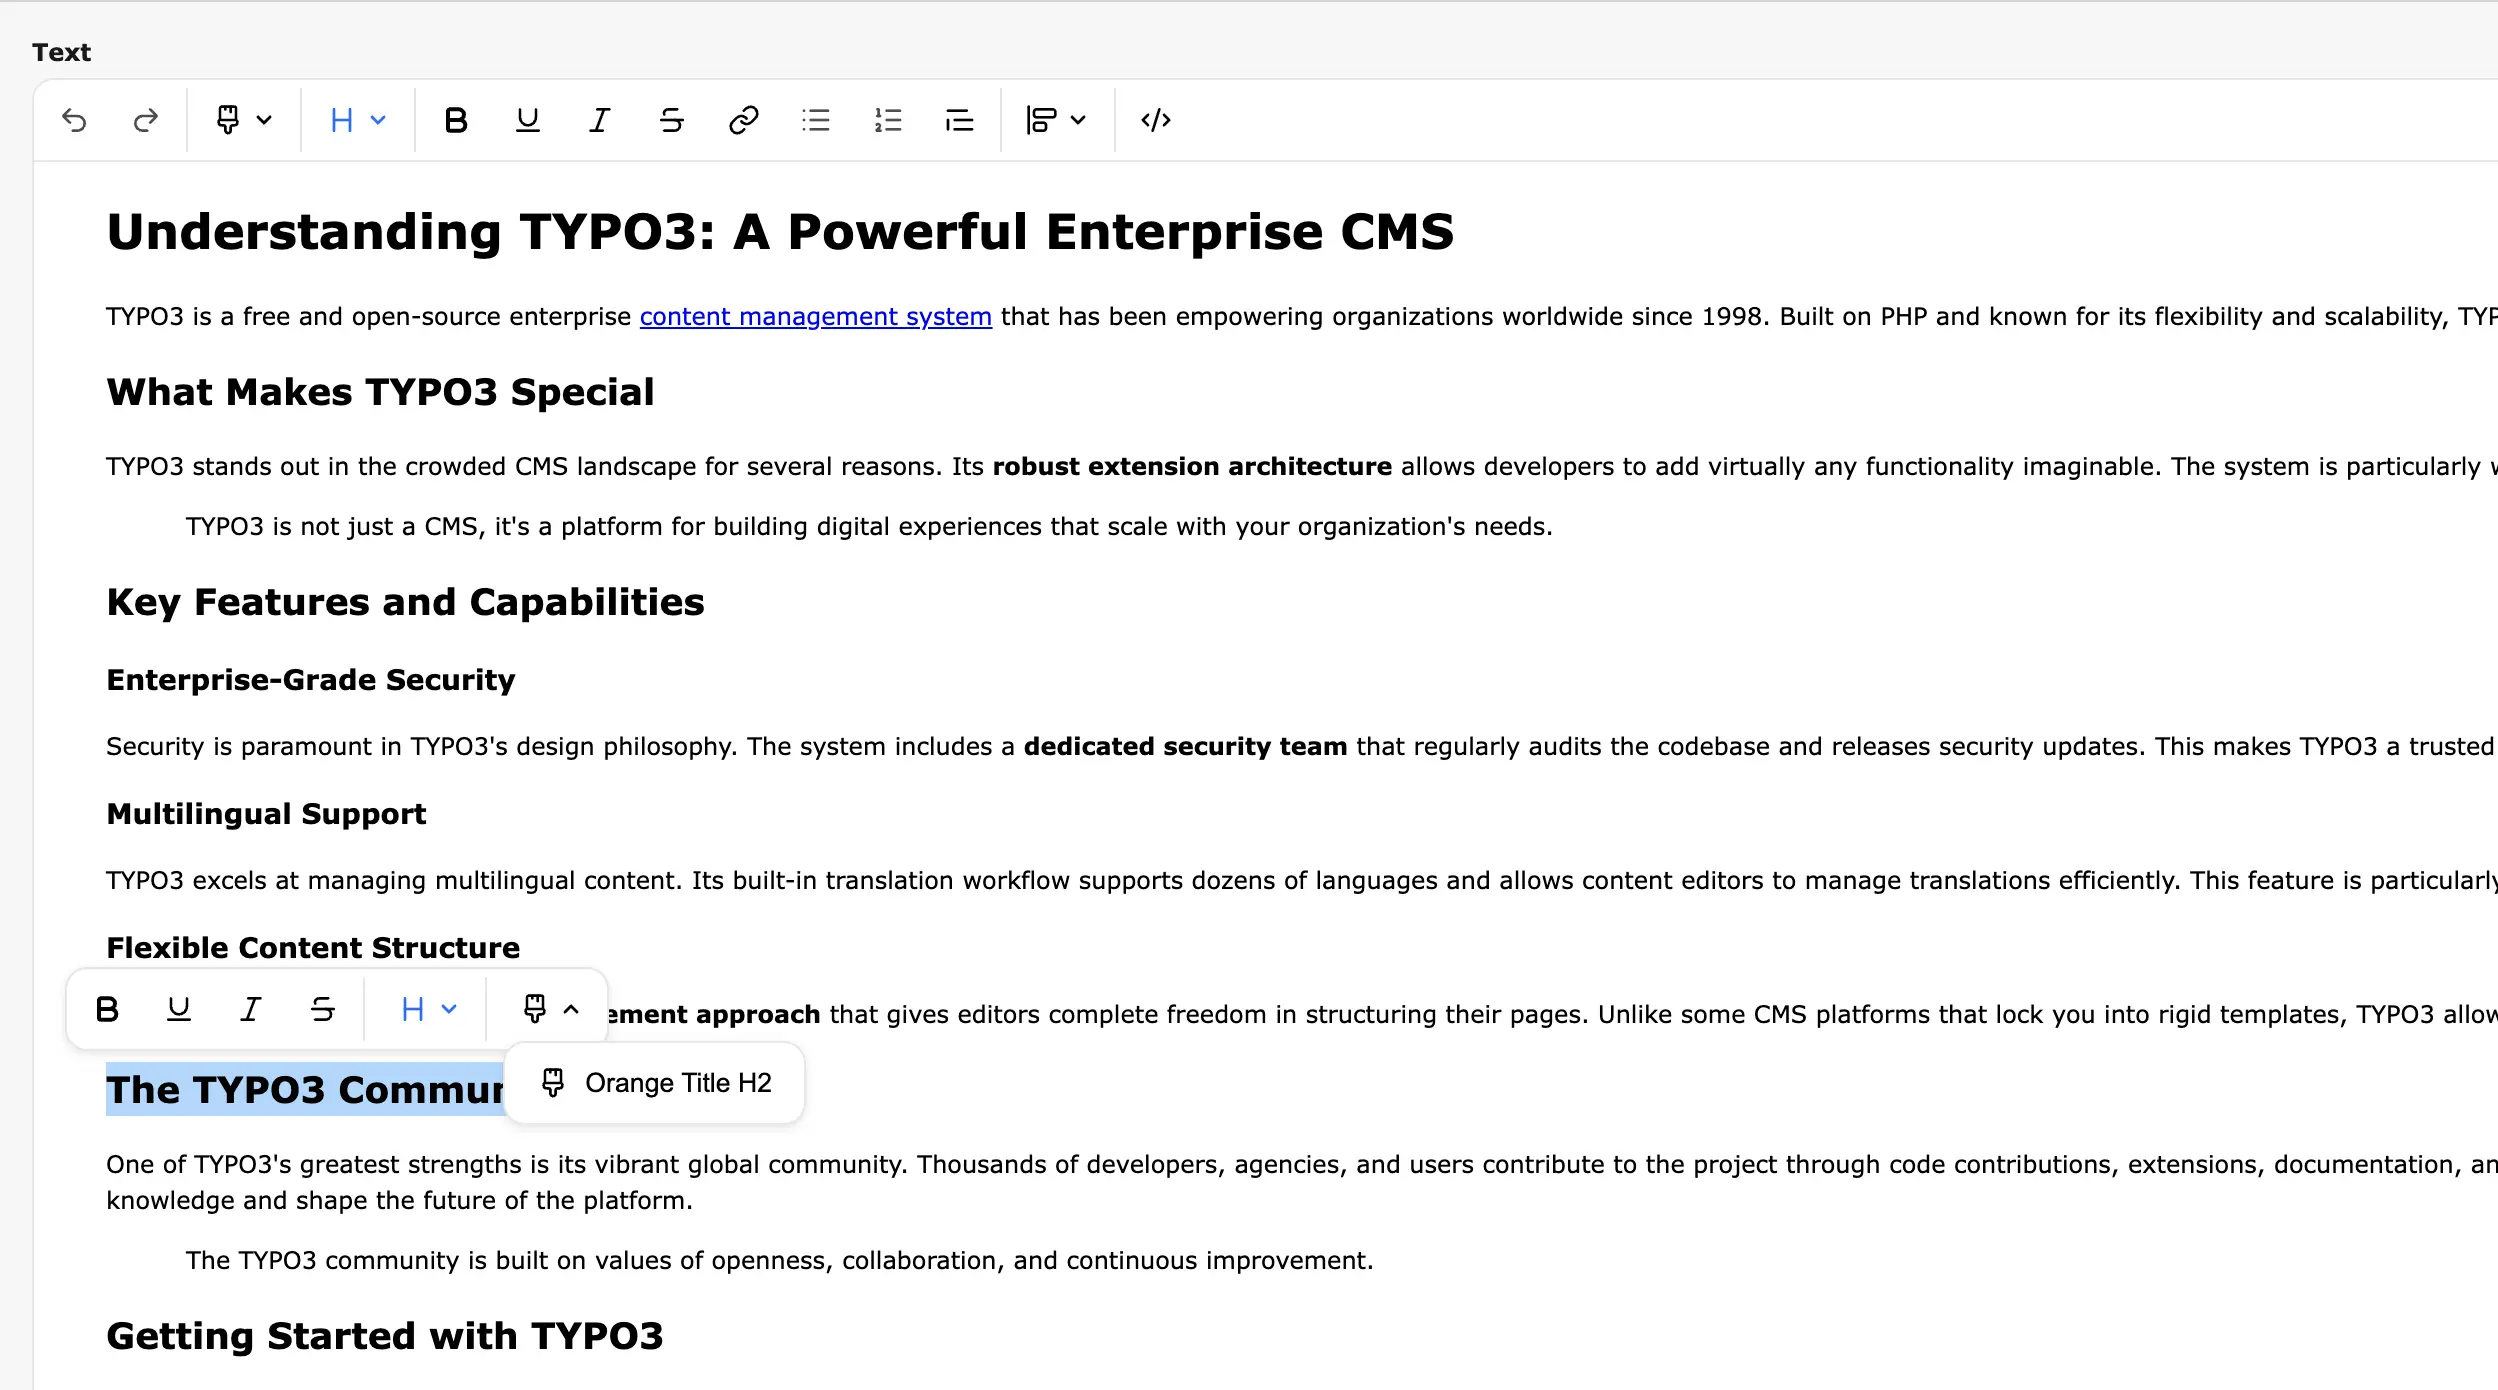 Text
H
B U I S
</>
Understanding TYPO3: A Powerful Enterprise CMS
TYPO3 is a free and open-source enterprise content management system that has been empowering organizations worldwide since 1998. Built on PHP and known for its flexibility and scalability,
What Makes TYPO3 Special
TYPO3 stands out in the crowded CMS landscape for several reasons. Its robust extension architecture allows developers to add virtually any functionality imaginable. The system is particularly
TYPO3 is not just a CMS, it's a platform for building digital experiences that scale with your organization's needs.
Key Features and Capabilities
Enterprise-Grade Security
Security is paramount in TYPO3's design philosophy. The system includes a dedicated security team that regularly audits the codebase and releases security updates. This makes TYPO3 a trusted
Multilingual Support
TYPO3 excels at managing multilingual content. Its built-in translation workflow supports dozens of languages and allows content editors to manage translations efficiently. This feature is particularly
Flexible Content Structure
B U I S H
ement approach that gives editors complete freedom in structuring their pages. Unlike some CMS platforms that lock you into rigid templates, TYPO3 allow
The TYPO3 Commun
Orange Title H2
One of TYPO3's greatest strengths is its vibrant global community. Thousands of developers, agencies, and users contribute to the project through code contributions, extensions, documentation, an
knowledge and shape the future of the platform.
The TYPO3 community is built on values of openness, collaboration, and continuous improvement.
Getting Started with TYPO3